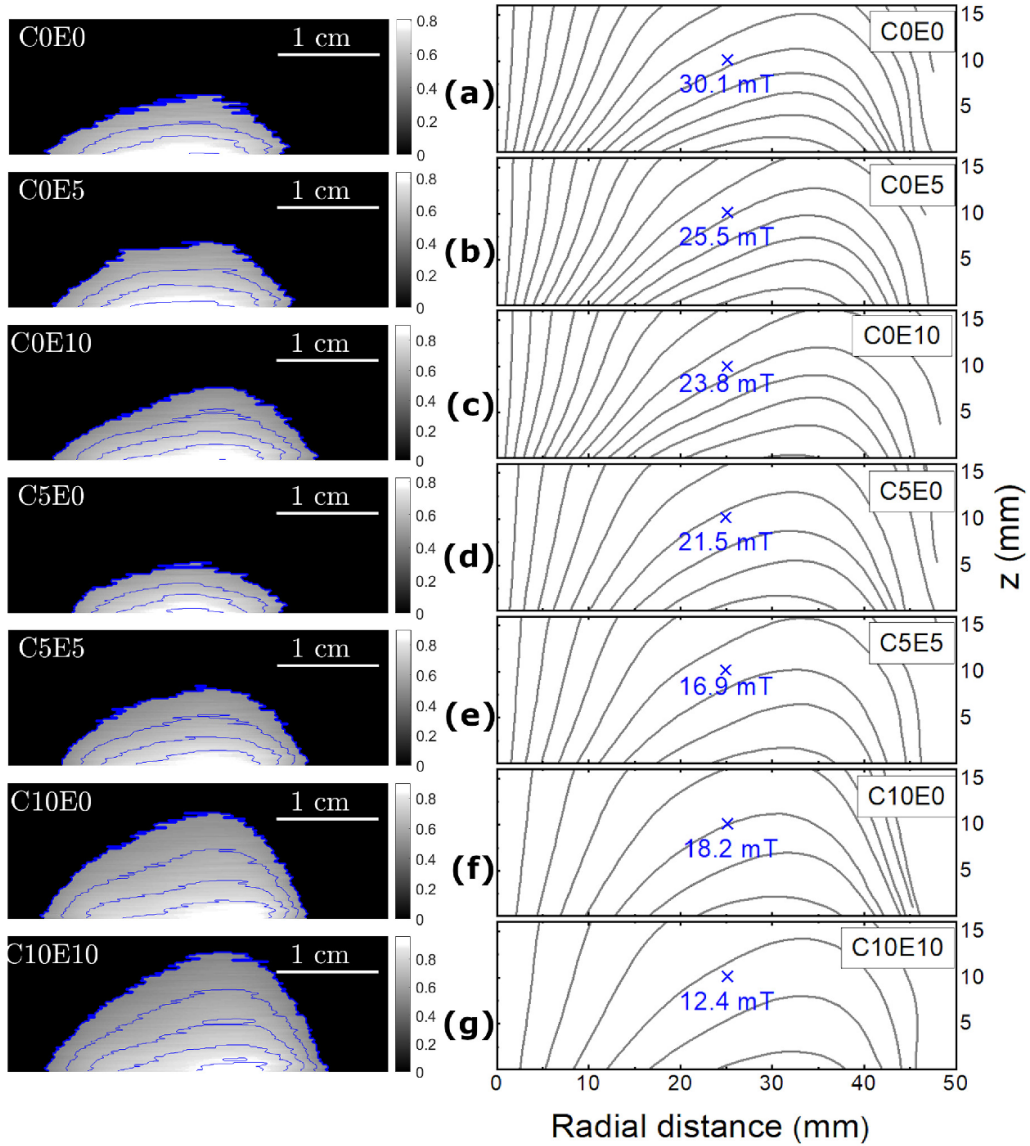 C0E0
1 cm
0.8
0.6
0.4
0.2
0
(a)
C0E0
30.1 mT
15
10
5
C0E5
1 cm
0.8
0.6
0.4
0.2
0
(b)
C0E5
25.5 mT
15
10
5
C0E10
1 cm
0.8
0.6
0.4
0.2
0
(c)
C0E10
23.8 mT
15
10
5
C5E0
1 cm
0.8
0.6
0.4
0.2
0
(d)
C5E0
21.5 mT
15
10
5
C5E5
1 cm
0.8
0.6
0.4
0.2
0
(e)
C5E5
16.9 mT
15
10
5
C10E0
1 cm
0.8
0.6
0.4
0.2
0
(f)
C10E0
18.2 mT
15
10
5
C10E10
1 cm
0.8
0.6
0.4
0.2
0
(g)
C10E10
12.4 mT
15
10
5
z (mm)
0
10
20
30
40
50
Radial distance (mm)